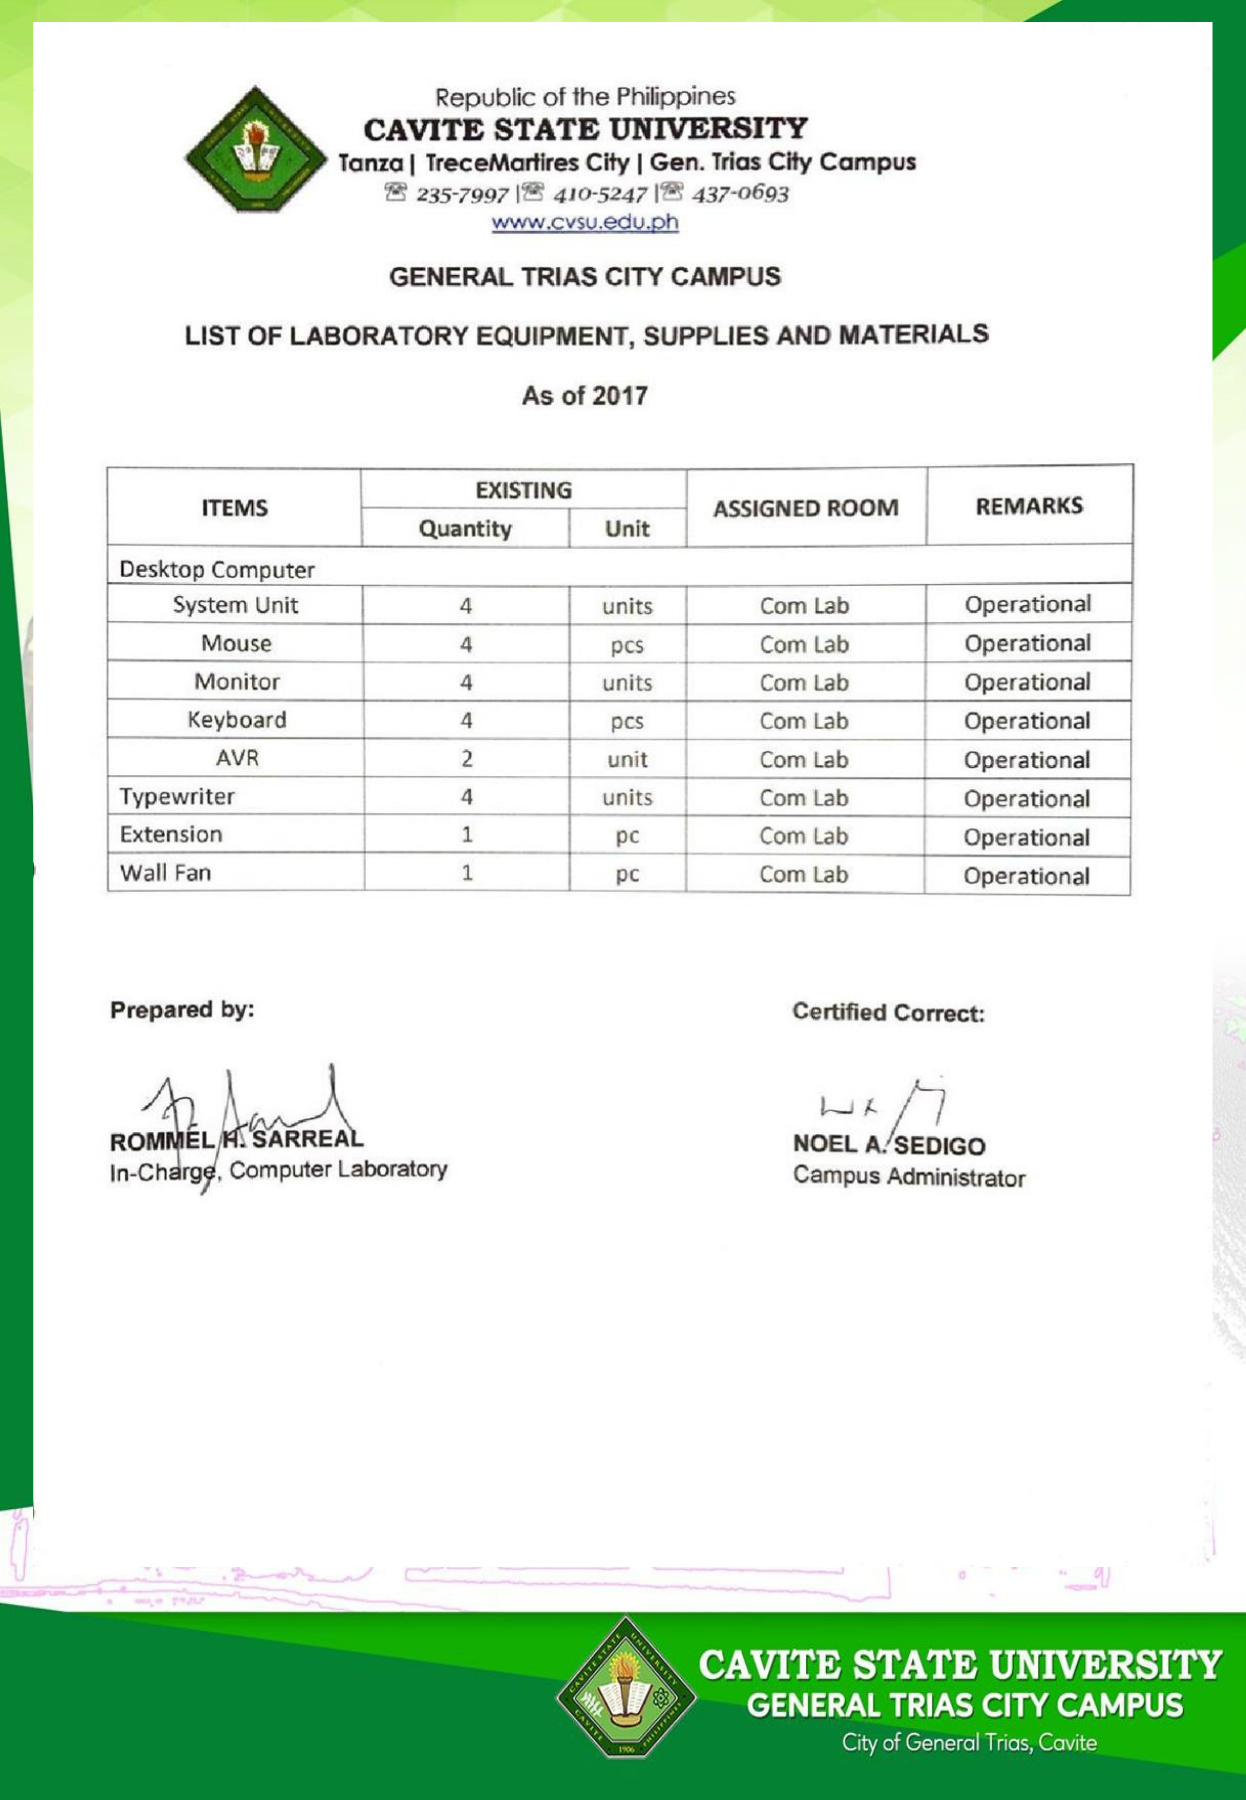 Republic of the Philippines
CAVITE STATE UNIVERSITY
Tanza | TreceMartires City | Gen. Trias City Campus
☏ 235-7997 |☏ 410-5247 |☏ 437-0693
www.cvsu.edu.ph
GENERAL TRIAS CITY CAMPUS
LIST OF LABORATORY EQUIPMENT, SUPPLIES AND MATERIALS
As of 2017
ITEMS EXISTING ASSIGNED ROOM REMARKS
Quantity Unit
Desktop Computer
System Unit 4 units Com Lab Operational
Mouse 4 pcs Com Lab Operational
Monitor 4 units Com Lab Operational
Keyboard 4 pcs Com Lab Operational
AVR 2 unit Com Lab Operational
Typewriter 4 units Com Lab Operational
Extension 1 pc Com Lab Operational
Wall Fan 1 pc Com Lab Operational
Prepared by: Certified Correct:
ROMMEL H. SARREAL NOEL A. SEDIGO
In-Charge, Computer Laboratory Campus Administrator
CAVITE STATE UNIVERSITY
CAVITE STATE UNIVERSITY
GENERAL TRIAS CITY CAMPUS
City of General Trias, Cavite
CAVITE PHILIPPINES
1906